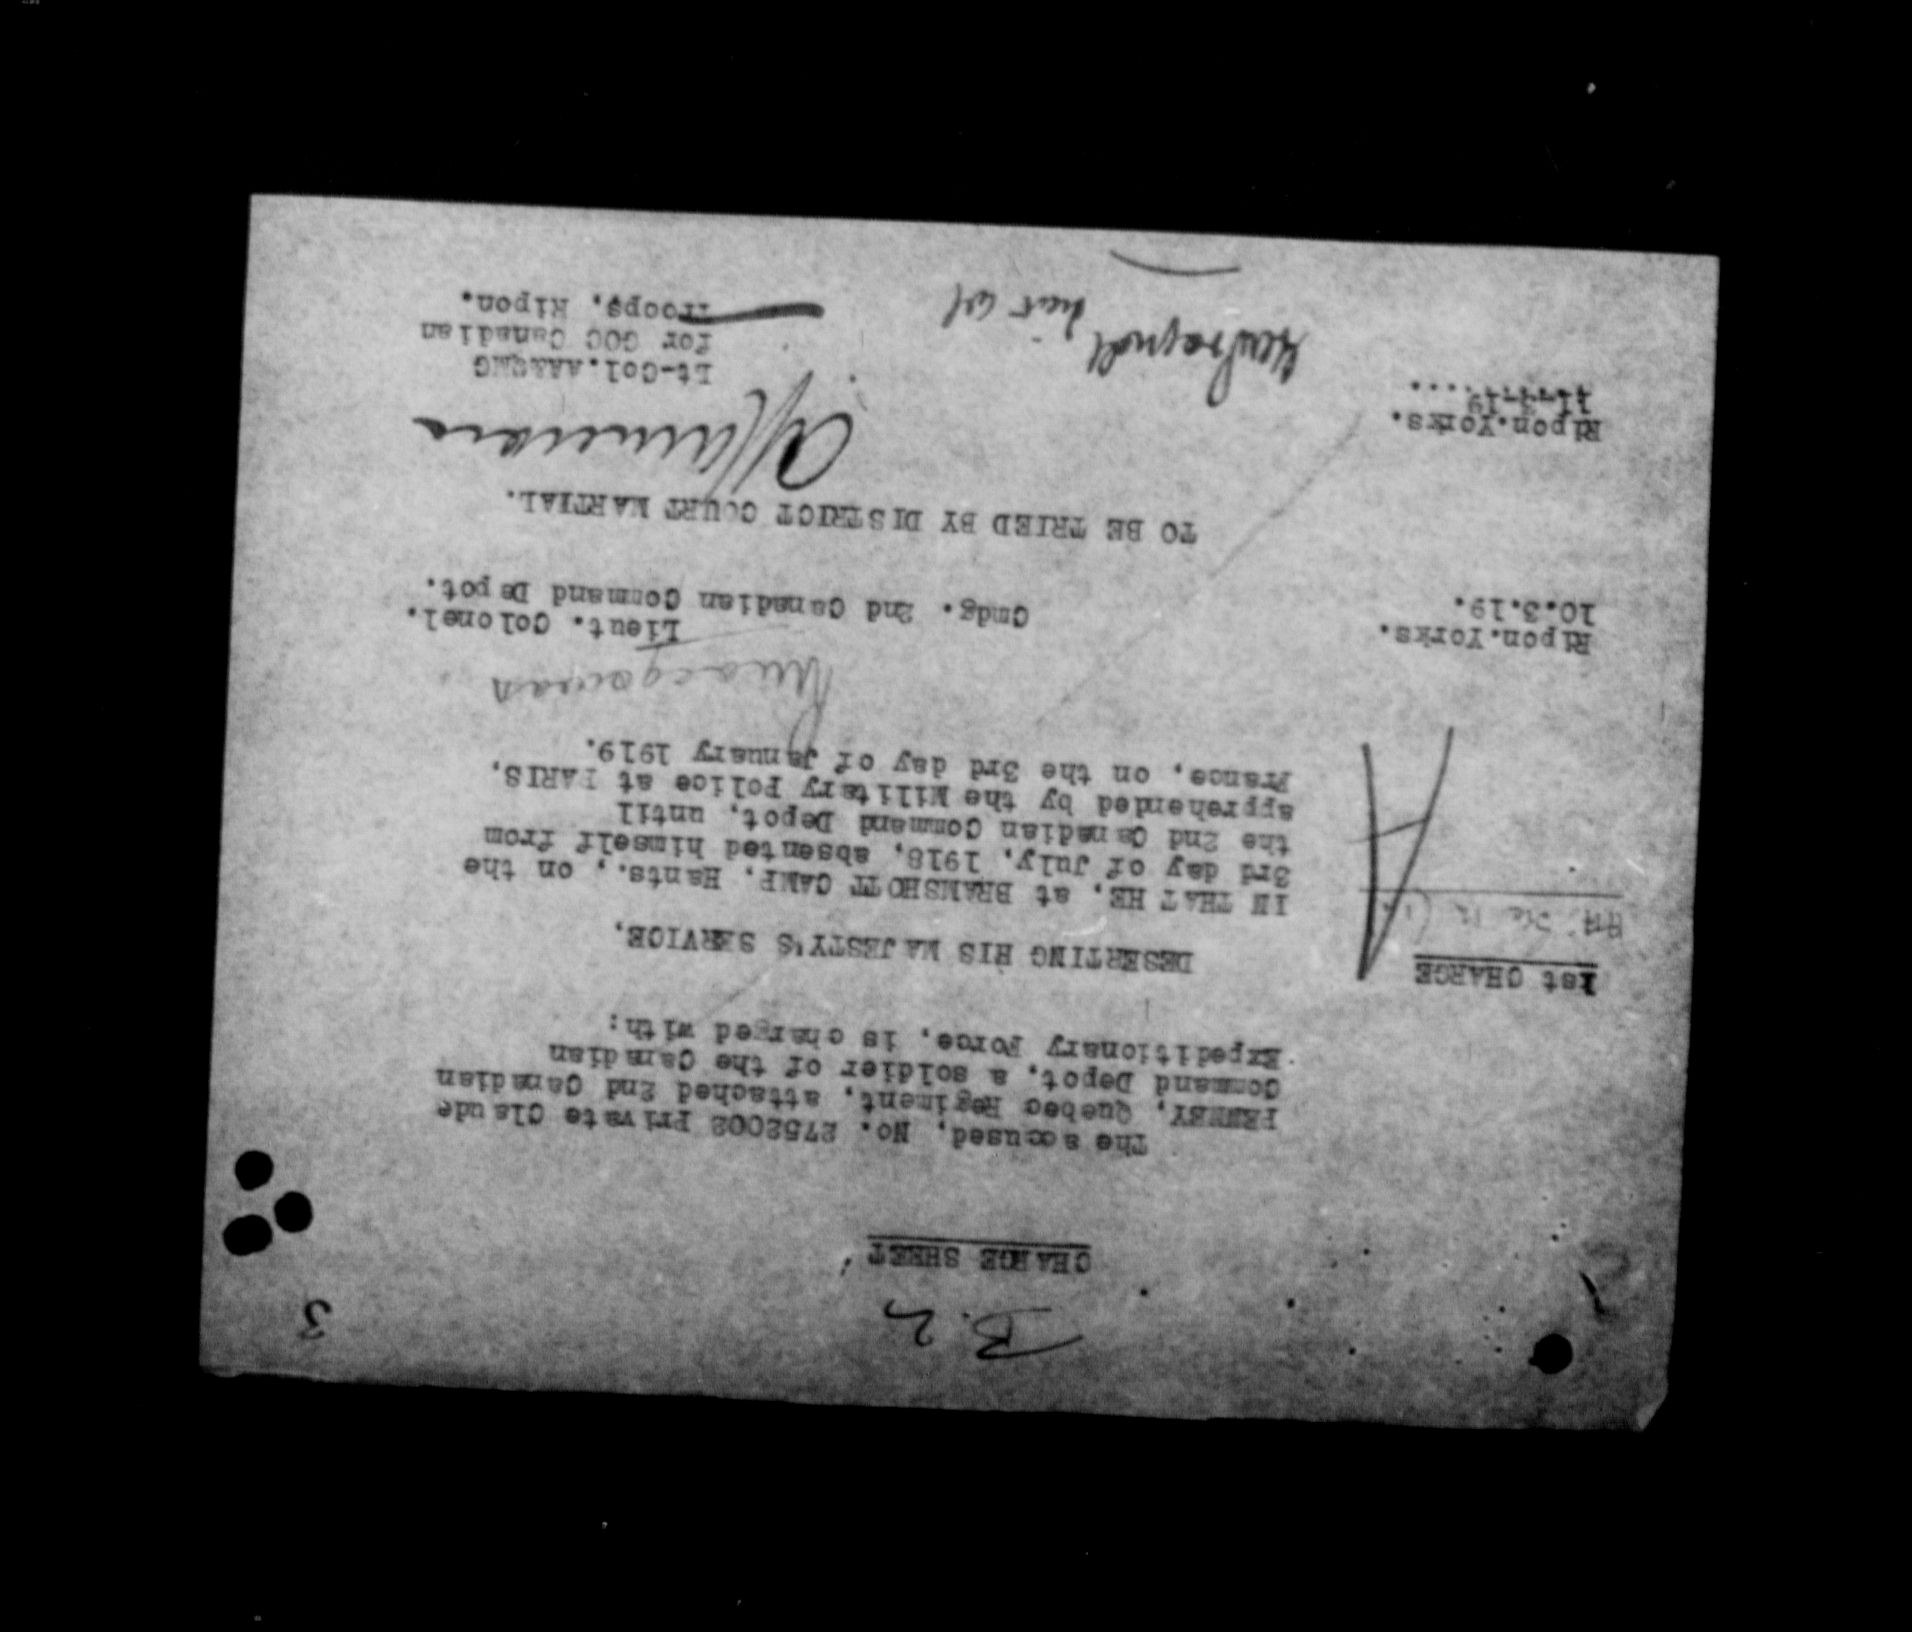 B.2
3
CHARGE SHEET
The accused, No. 2752002 Private Claude
PENNEY, Quebec Regiment, attached 2nd Canadian
Command Depot, a soldier of the Canadian
Expeditionary Force, is charged with:
1st CHARGE
DESERTING HIS MAJESTY'S SERVICE,
IN THAT HE, at BRAMSHOTT CAMP, Hants., on the
3rd day of July, 1918, absented himself from
the 2nd Canadian Command Depot, until
apprehended by the Military Police at PARIS,
France, on the 3rd day of January 1919.
Ripon.Yorks.
10.3.19.
Lieut. Colonel.
Cmdg. 2nd Canadian Command Depot.
TO BE TRIED BY DISTRICT COURT MARTIAL.
Ripon.Yorks.
11-3-19....
Lt-Col.AA&QMG
for GOC Canadian
Troops, Ripon.